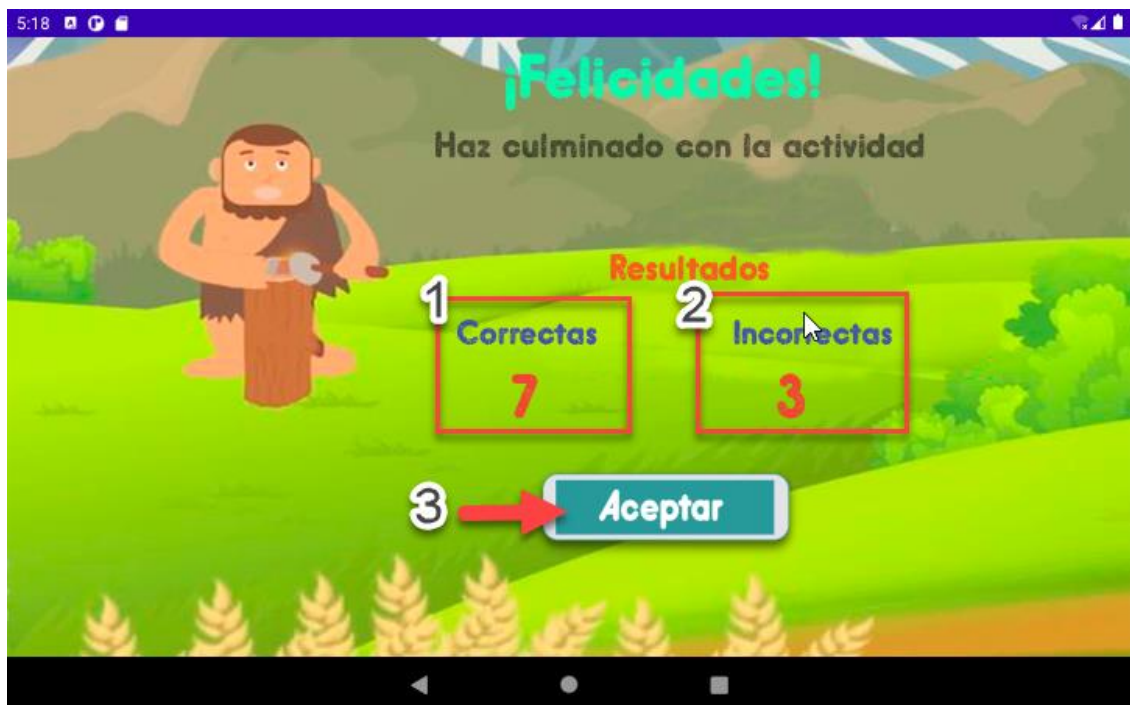 5:18
¡Felicidades!
Haz culminado con la actividad
Resultados
1
2
Correctas
Incorrectas
7
3
3
Aceptar